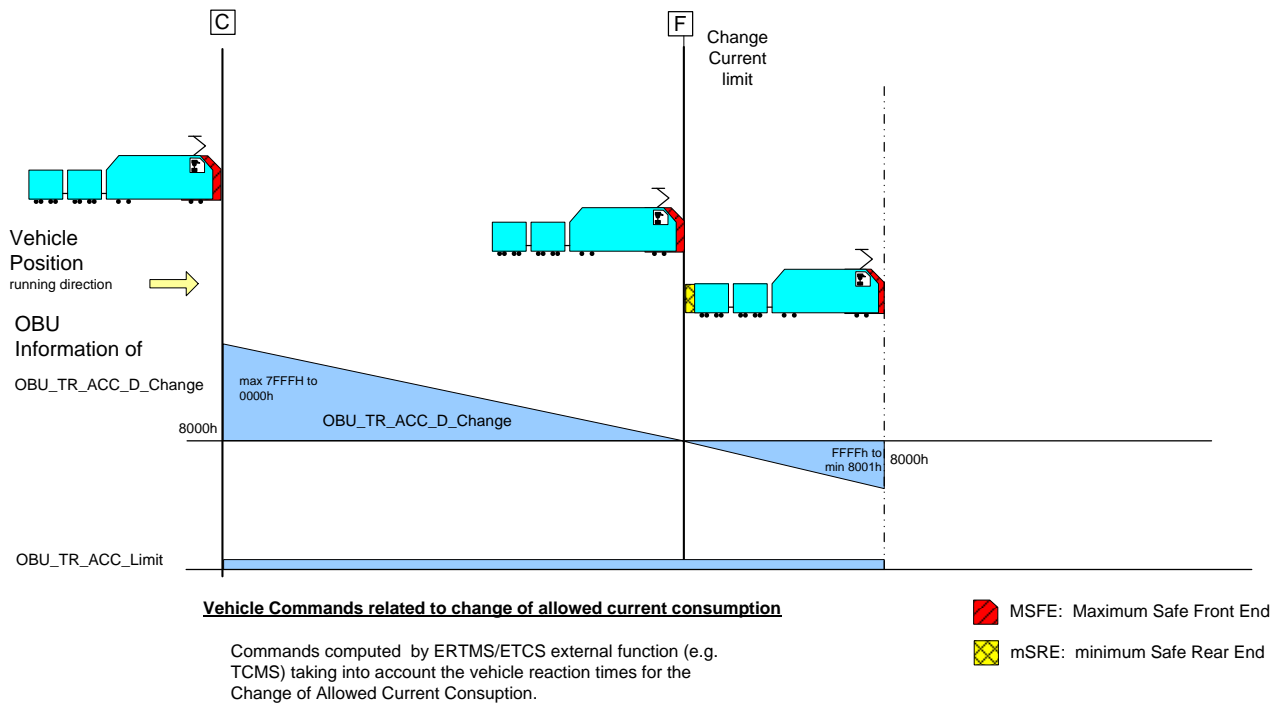 C
F
Change
Current
limit
Vehicle
Position
running direction
OBU
Information of
OBU_TR_ACC_D_Change
max 7FFFH to
0000h
8000h
OBU_TR_ACC_D_Change
FFFFh to
min 8001h
8000h
OBU_TR_ACC_Limit
Vehicle Commands related to change of allowed current consumption
Commands computed by ERTMS/ETCS external function (e.g.
TCMS) taking into account the vehicle reaction times for the
Change of Allowed Current Consuption.
MSFE: Maximum Safe Front End
mSRE: minimum Safe Rear End